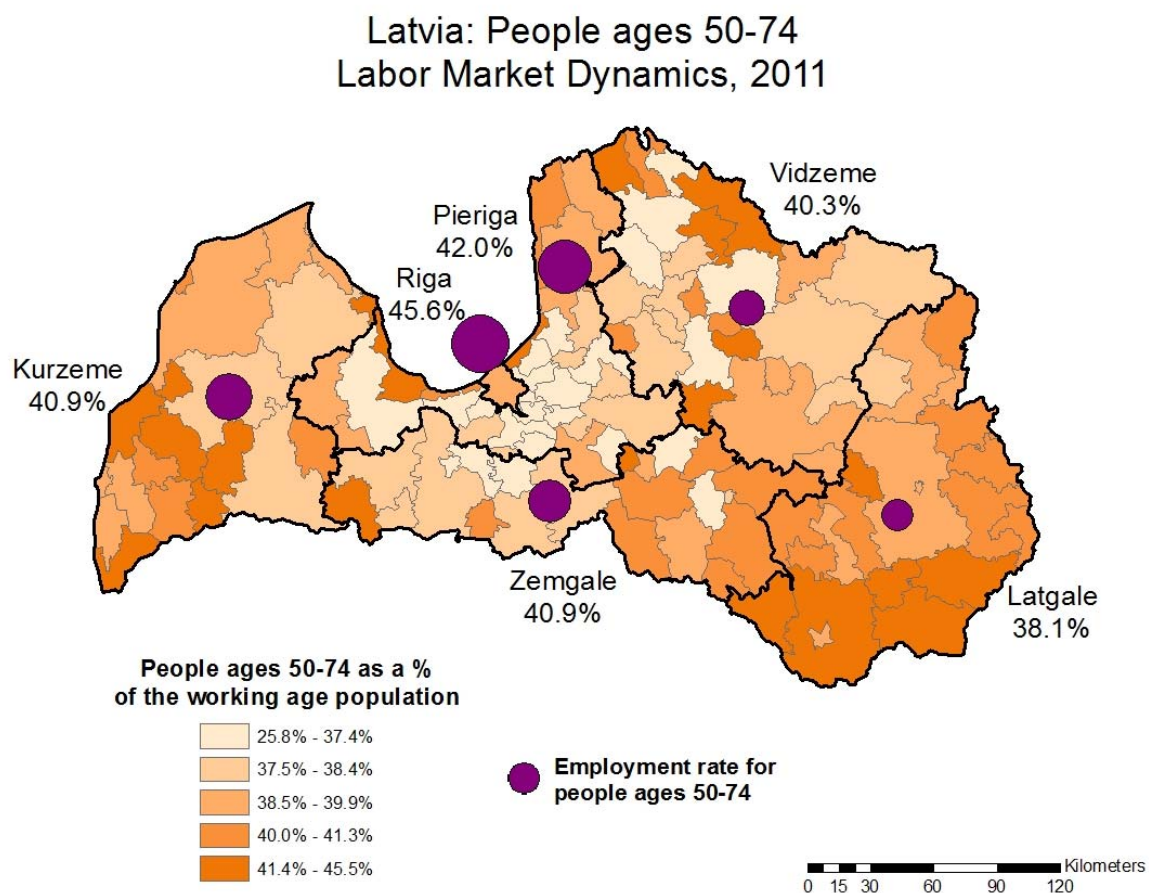 Latvia: People ages 50-74
Labor Market Dynamics, 2011
Vidzeme
40.3%
Pieriga
42.0%
Riga
45.6%
Kurzeme
40.9%
Zemgale
40.9%
Latgale
38.1%
People ages 50-74 as a %
of the working age population
25.8% - 37.4%
37.5% - 38.4%
38.5% - 39.9%
40.0% - 41.3%
41.4% - 45.5%
Employment rate for
people ages 50-74
Kilometers
0 15 30 60 90 120